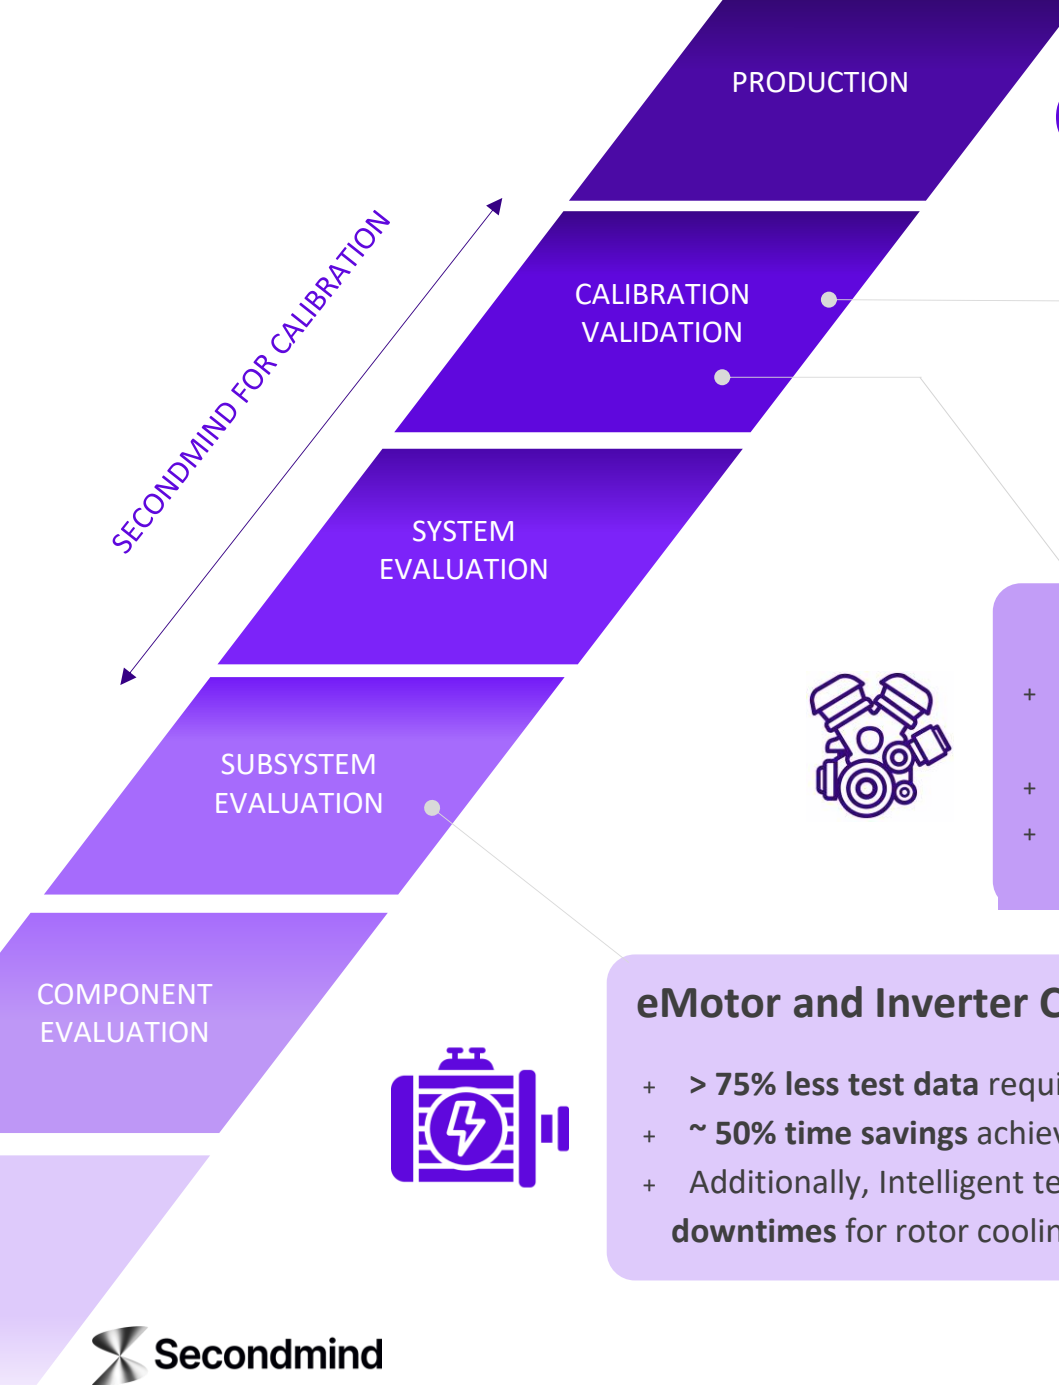 PRODUCTION
SECONDMIND FOR CALIBRATION
CALIBRATION
VALIDATION
SYSTEM
EVALUATION
SUBSYSTEM
EVALUATION
+
+
+
COMPONENT
EVALUATION
eMotor and Inverter
+ > 75% less test data
+ ~ 50% time savings
+ Additionally, Intelligent
downtimes for rotor
Secondmind